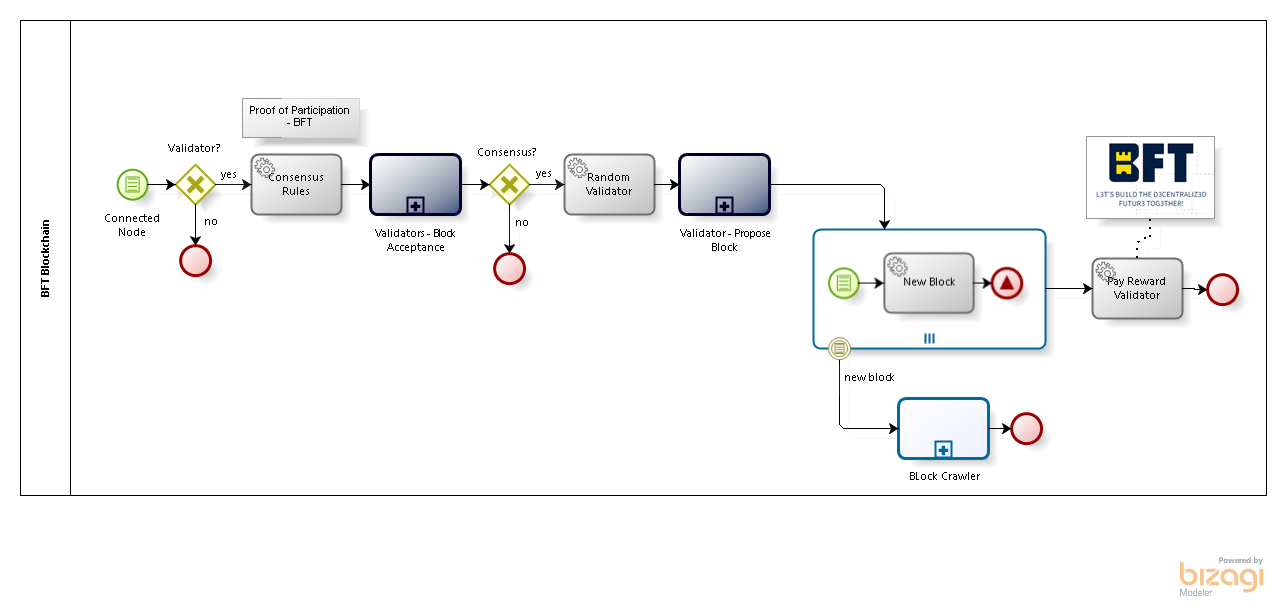 BFT Blockchain
Proof of Participation
- BFT
Validator?
yes
no
Connected
Node
Consensus
Rules
Validators - Block
Acceptance
Consensus?
yes
no
Random
Validator
Validator - Propose
Block
New Block
new block
BLock Crawler
BFT
L3T'S BU1LD THE D3CENTRALIZ3D
FUTUR3 TOG3THER!
Pay Reward
Validator
Powered by
bizagi
Modeler